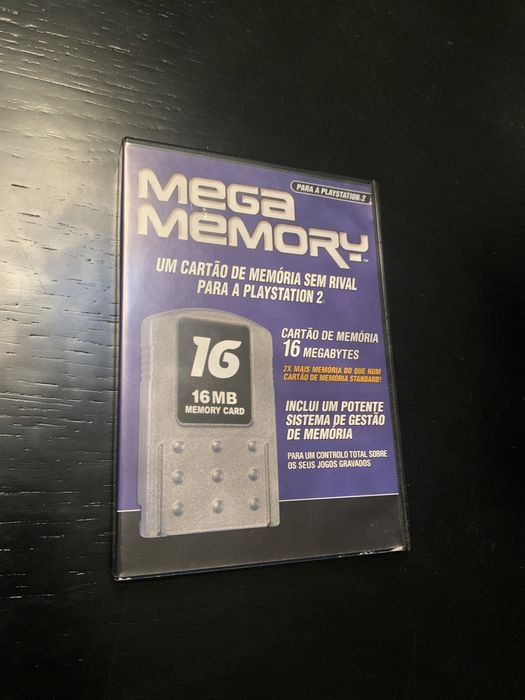 PARA A PLAYSTATION 2
MEGA
MEMORY™
UM CARTÃO DE MEMÓRIA SEM RIVAL
PARA A PLAYSTATION 2
CARTÃO DE MEMÓRIA
16 MEGABYTES
2X MAIS MEMÓRIA DO QUE NUM
CARTÃO DE MEMÓRIA STANDARD!
16
16 MB
MEMORY CARD
INCLUI UM POTENTE
SISTEMA DE GESTÃO
DE MEMÓRIA
PARA UM CONTROLO TOTAL SOBRE
OS SEUS JOGOS GRAVADOS